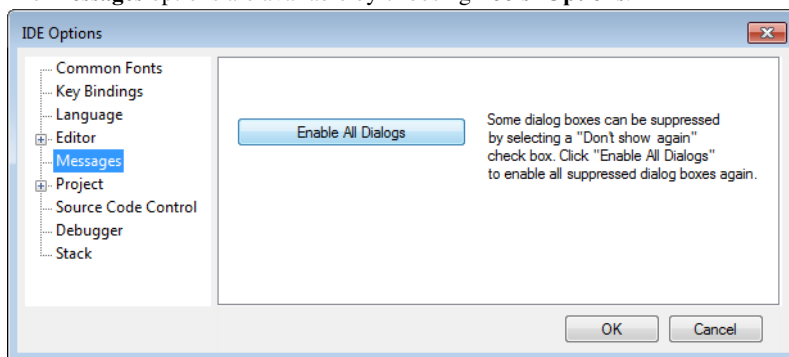 IDE Options
Common Fonts
Key Bindings
Language
Editor
Messages
Project
Source Code Control
Debugger
Stack
Enable All Dialogs
Some dialog boxes can be suppressed
by selecting a "Don't show again"
check box. Click "Enable All Dialogs"
to enable all suppressed dialog boxes again.
OK
Cancel